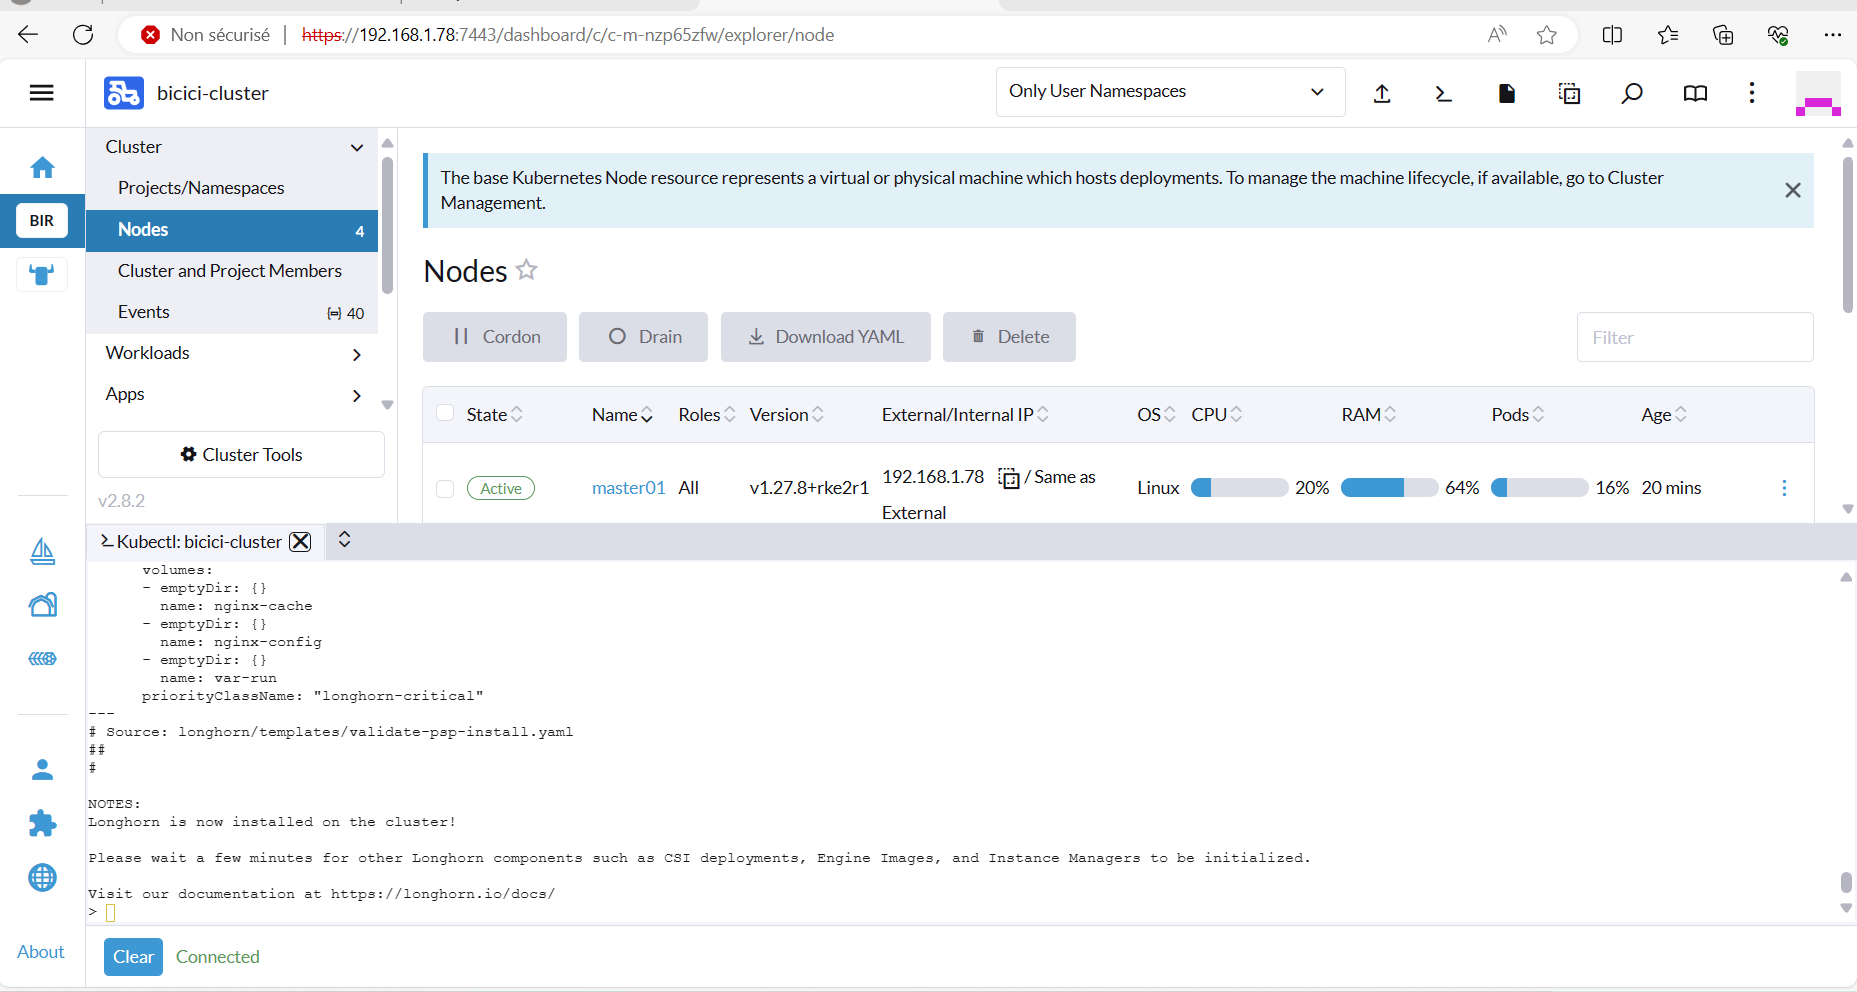 Non sécurisé | https://192.168.1.78:7443/dashboard/c/c-m-nzp65zfw/explorer/node
bicici-cluster
Only User Namespaces
Cluster
Projects/Namespaces
BIR
Nodes 4
Cluster and Project Members
Events 40
Workloads
Apps
Cluster Tools
v2.8.2
The base Kubernetes Node resource represents a virtual or physical machine which hosts deployments. To manage the machine lifecycle, if available, go to Cluster
Management.
Nodes
Cordon Drain Download YAML Delete Filter
State Name Roles Version External/Internal IP OS CPU RAM Pods Age
Active master01 All v1.27.8+rke2r1 192.168.1.78 / Same as Linux 20% 64% 16% 20 mins
External
>_Kubectl: bicici-cluster
volumes:
- emptyDir: {}
name: nginx-cache
- emptyDir: {}
name: nginx-config
- emptyDir: {}
name: var-run
priorityClassName: "longhorn-critical"
---
# Source: longhorn/templates/validate-psp-install.yaml
##
#
NOTES:
Longhorn is now installed on the cluster!
Please wait a few minutes for other Longhorn components such as CSI deployments, Engine Images, and Instance Managers to be initialized.
Visit our documentation at https://longhorn.io/docs/
>
About
Clear Connected